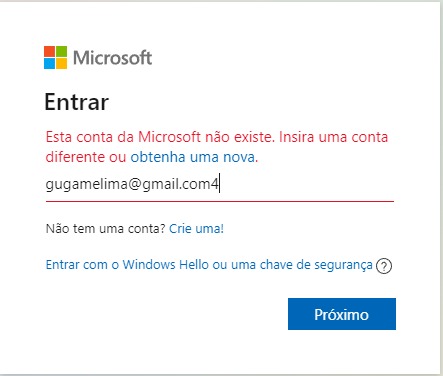 Microsoft
Entrar
Esta conta da Microsoft não existe. Insira uma conta
diferente ou obtenha uma nova.
gugamelima@gmail.com4
Não tem uma conta? Crie uma!
Entrar com o Windows Hello ou uma chave de segurança ?
Próximo